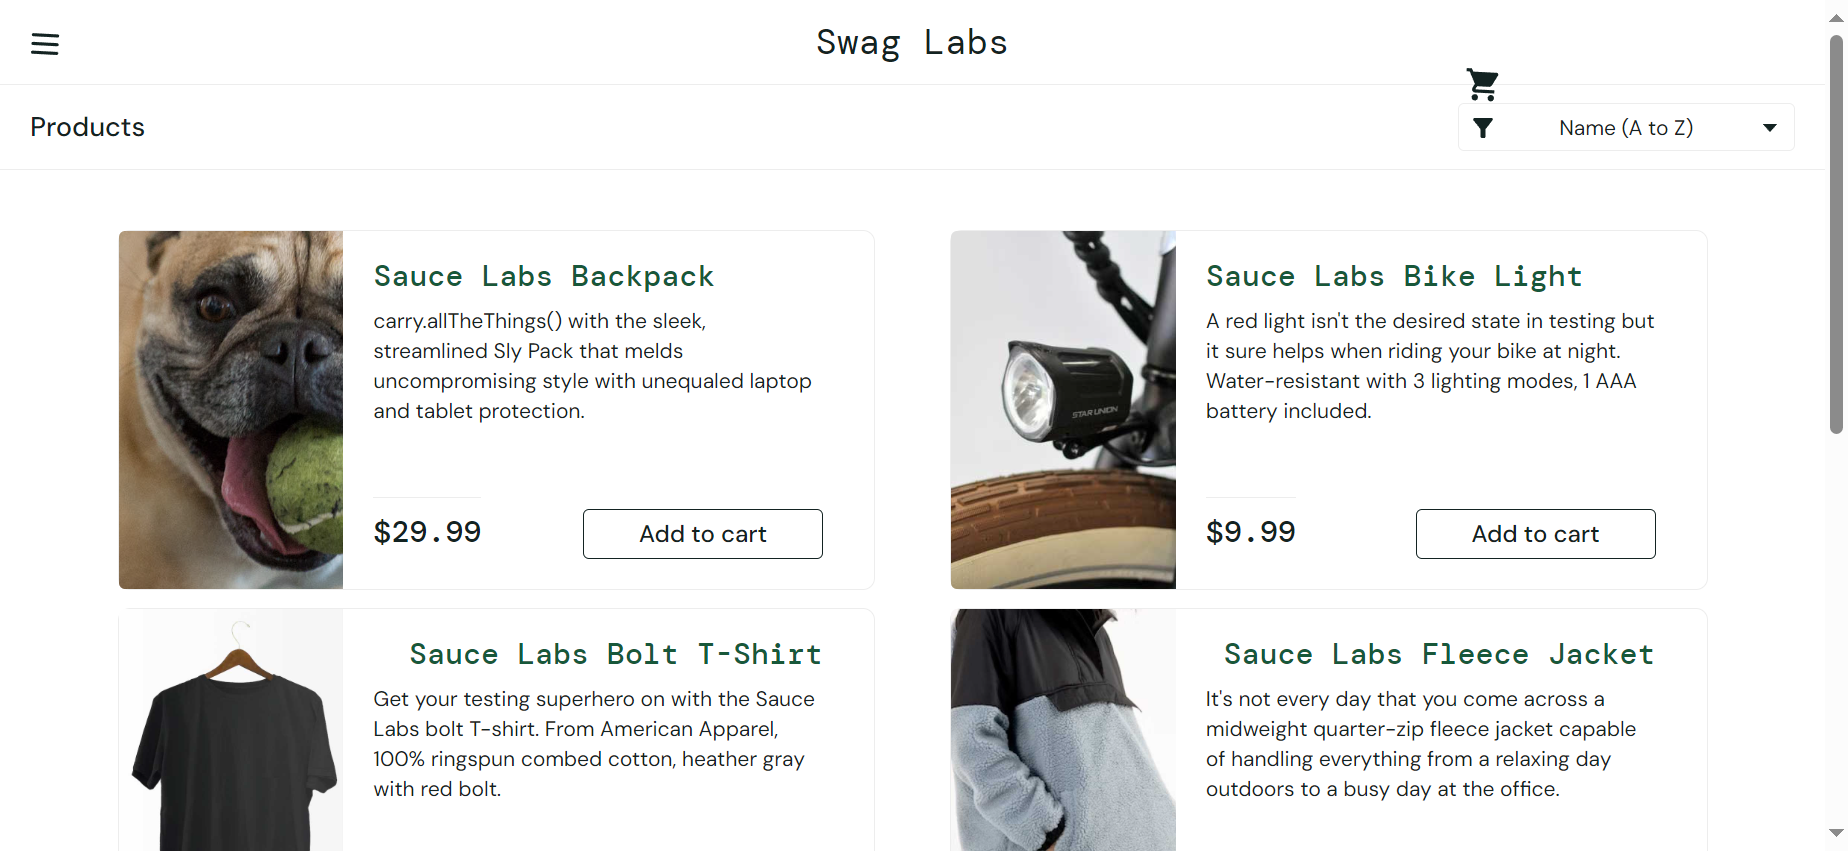 Swag Labs
Products
Name (A to Z)
Sauce Labs Backpack
carry.allTheThings() with the sleek,
streamlined Sly Pack that melds
uncompromising style with unequaled laptop
and tablet protection.
$29.99
Add to cart
Sauce Labs Bike Light
A red light isn't the desired state in testing but
it sure helps when riding your bike at night.
Water-resistant with 3 lighting modes, 1 AAA
battery included.
STAR UNION
$9.99
Add to cart
Sauce Labs Bolt T-Shirt
Get your testing superhero on with the Sauce
Labs bolt T-shirt. From American Apparel,
100% ringspun combed cotton, heather gray
with red bolt.
Sauce Labs Fleece Jacket
It's not every day that you come across a
midweight quarter-zip fleece jacket capable
of handling everything from a relaxing day
outdoors to a busy day at the office.